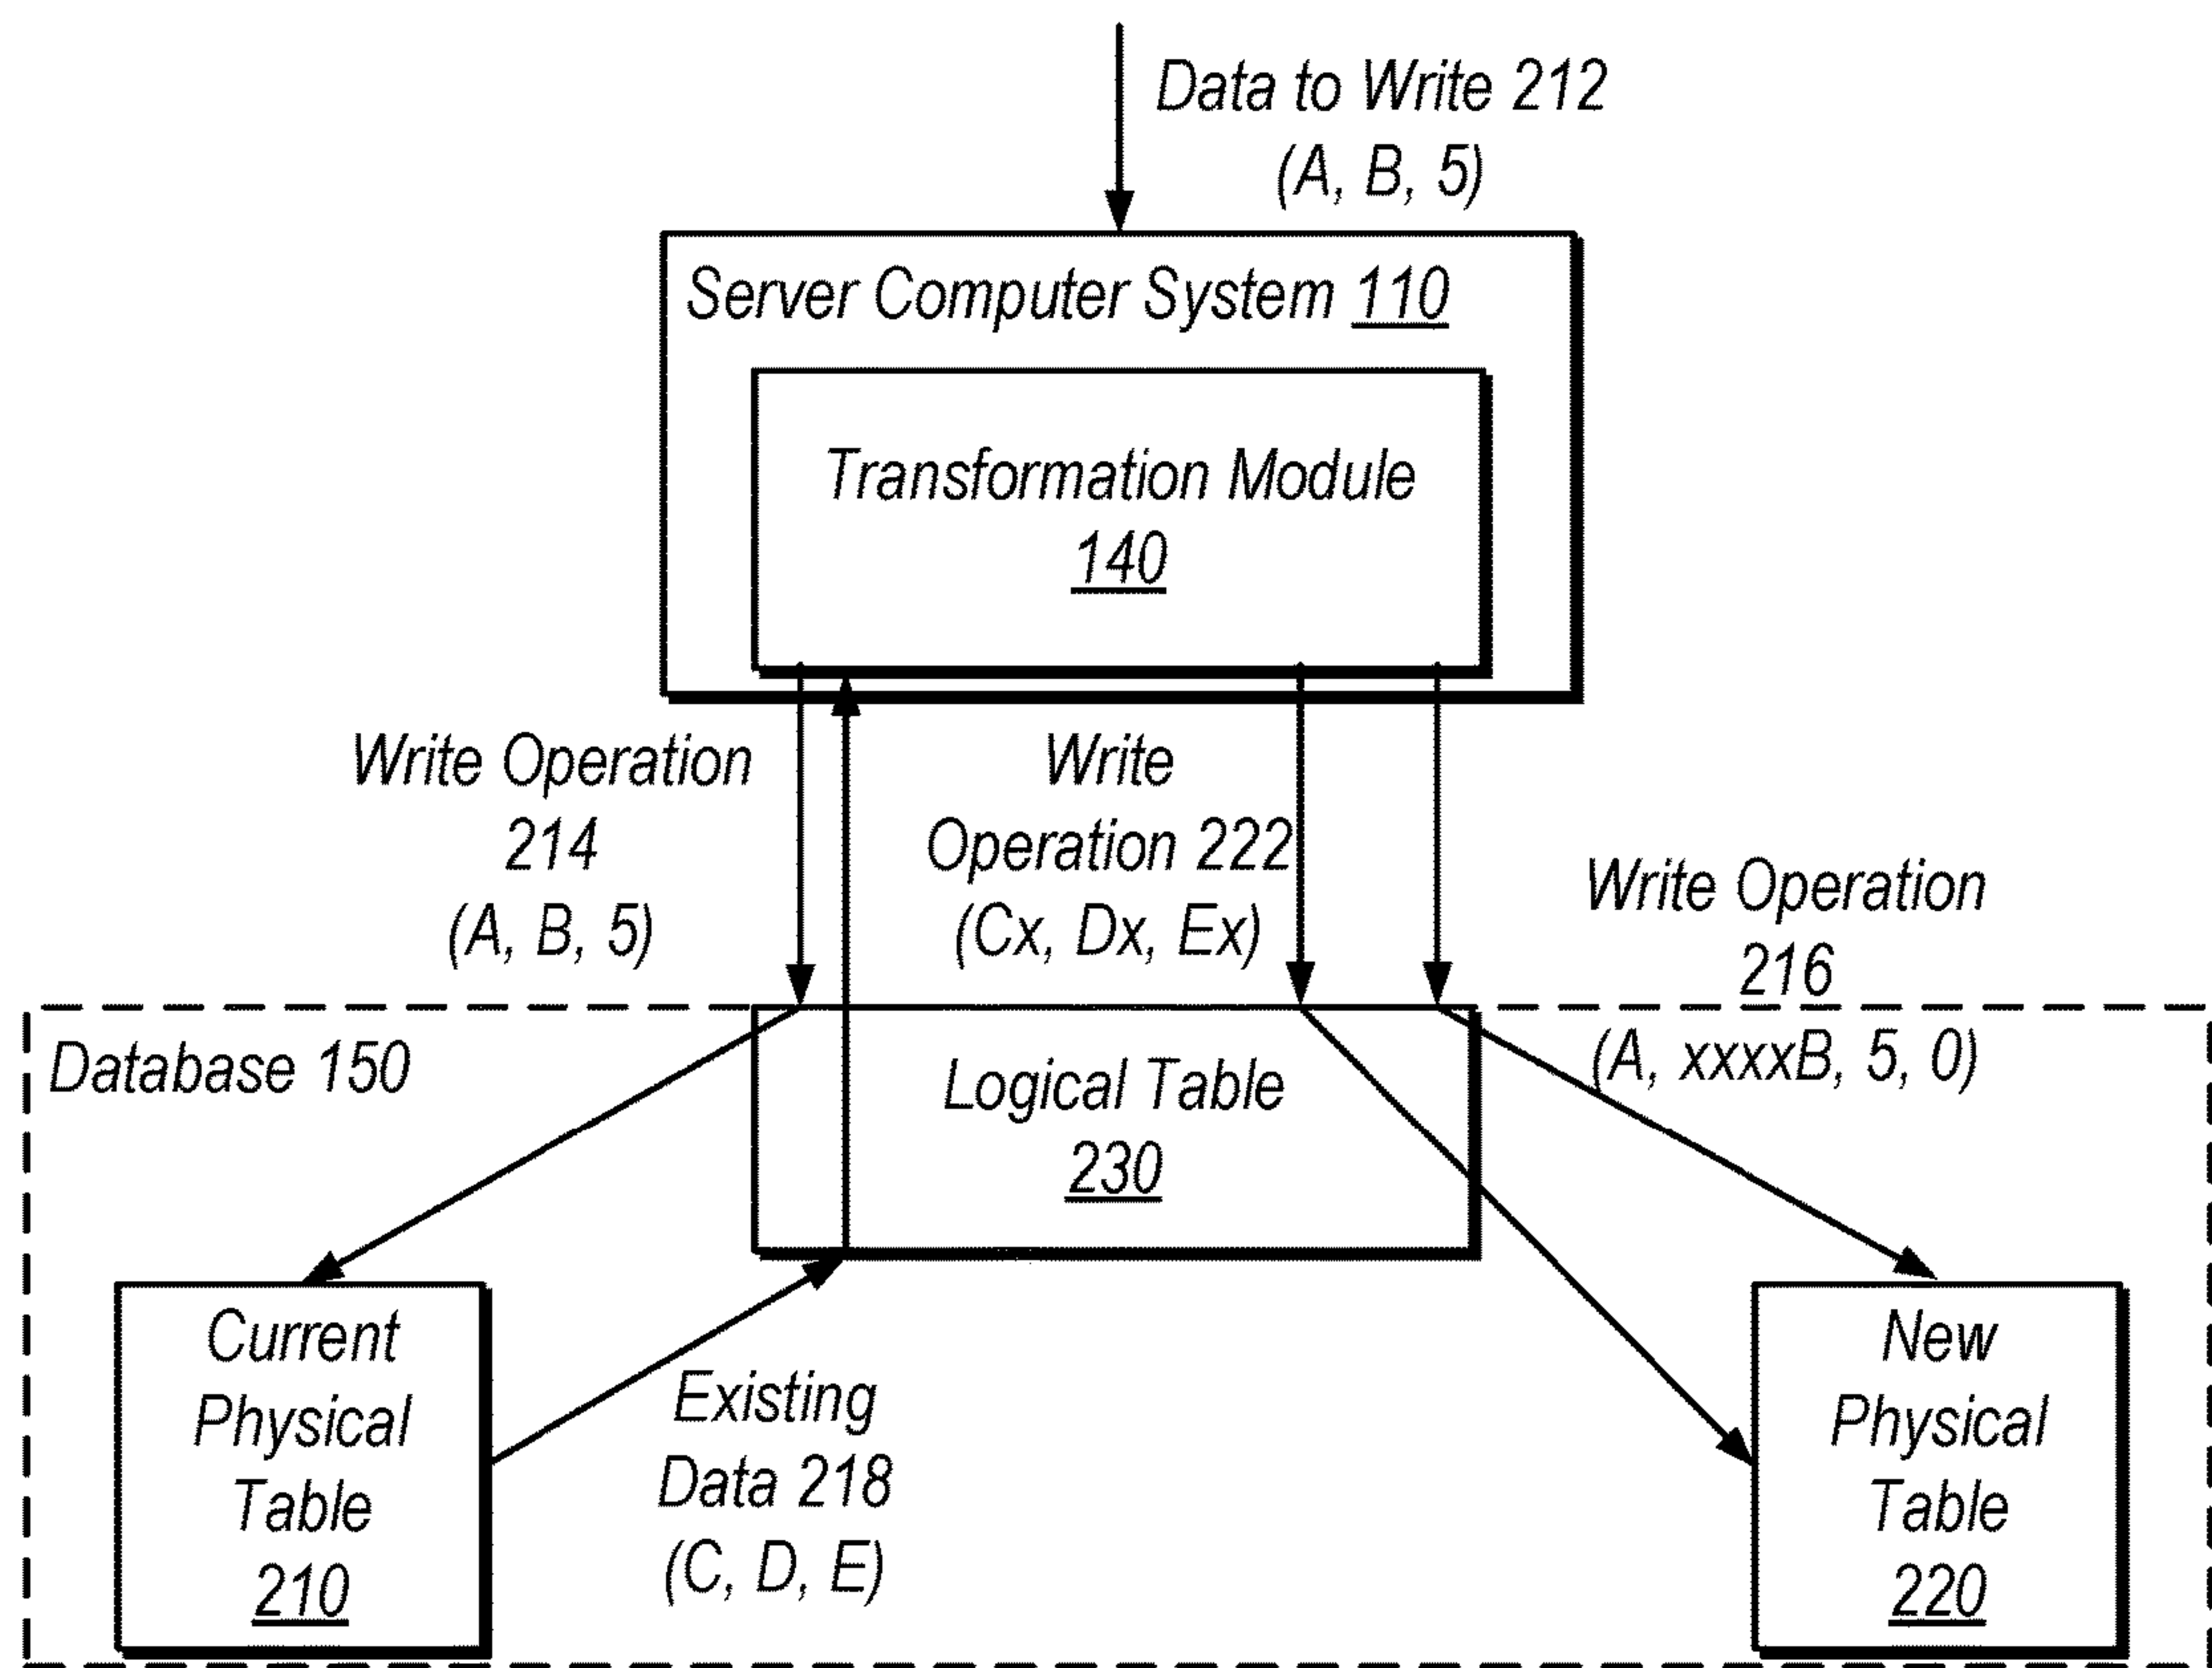 Data to Write 212
(A, B, 5)
Server Computer System 110
Transformation Module
140
Write Operation
214
(A, B, 5)
Write
Operation 222
(Cx, Dx, Ex)
Write Operation
216
(A, xxxxB, 5, 0)
Database 150
Logical Table
230
Current
Physical
Table
210
Existing
Data 218
(C, D, E)
New
Physical
Table
220